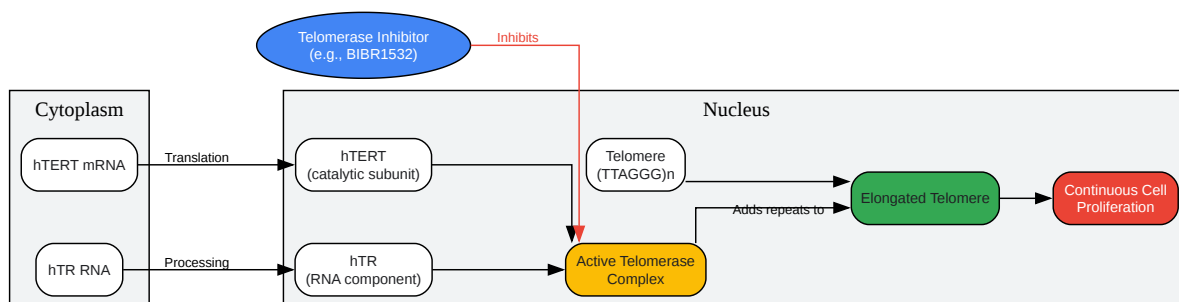 Telomerase Inhibitor
(e.g., BIBR1532)
Inhibits
Cytoplasm
Nucleus
hTERT mRNA
Translation
hTERT
(catalytic subunit)
Telomere
(TTAGGG)n
Elongated Telomere
Continuous Cell
Proliferation
Adds repeats to
hTR RNA
Processing
hTR
(RNA component)
Active Telomerase
Complex